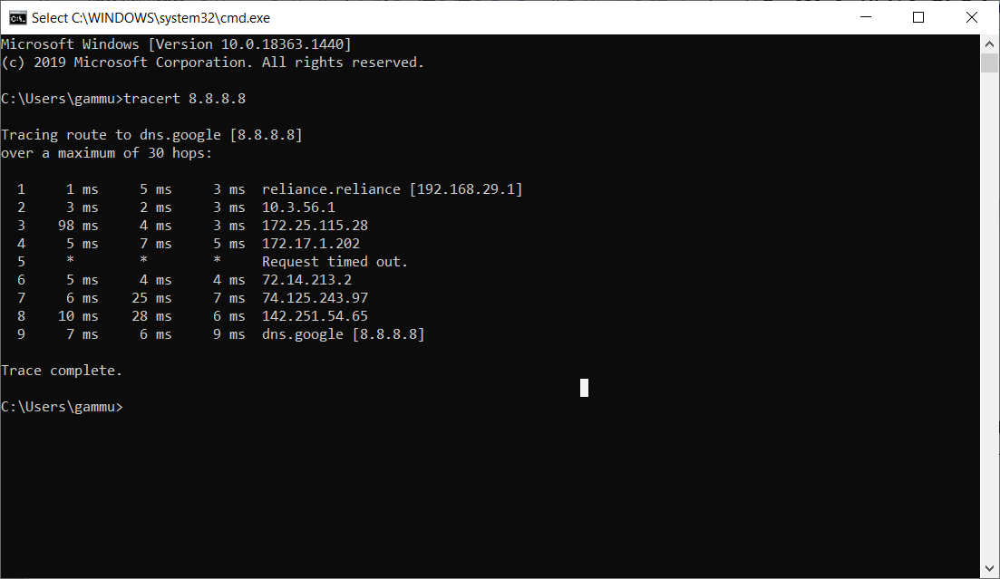 Select C:\WINDOWS\system32\cmd.exe
Microsoft Windows [Version 10.0.18363.1440]
(c) 2019 Microsoft Corporation. All rights reserved.
C:\Users\gammu>tracert 8.8.8.8
Tracing route to dns.google [8.8.8.8]
over a maximum of 30 hops:
  1     1 ms     5 ms     3 ms  reliance.reliance [192.168.29.1]
  2     3 ms     2 ms     3 ms  10.3.56.1
  3    98 ms     4 ms     3 ms  172.25.115.28
  4     5 ms     7 ms     5 ms  172.17.1.202
  5     *        *        *     Request timed out.
  6     5 ms     4 ms     4 ms  72.14.213.2
  7     6 ms    25 ms     7 ms  74.125.243.97
  8    10 ms    28 ms     6 ms  142.251.54.65
  9     7 ms     6 ms     9 ms  dns.google [8.8.8.8]
Trace complete.
C:\Users\gammu>